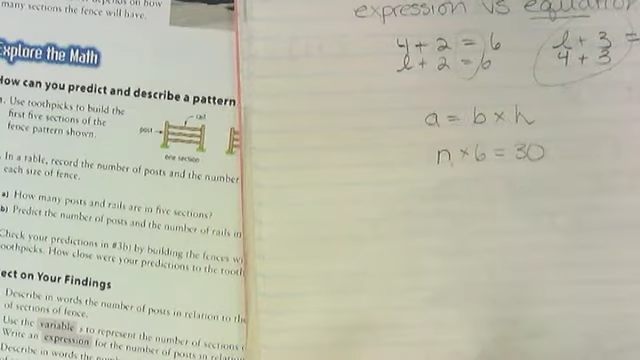 many sections the fence will have.
Explore the Math
How can you predict and describe a pattern
1. Use toothpicks to build the
first five sections of the
fence pattern shown.
post
rail
one section
In a table, record the number of posts and the number
each size of fence.
a) How many posts and rails are in five sections?
b) Predict the number of posts and the number of rails in
Check your predictions in #3b) by building the fences wi
toothpicks. How close were your predictions to the tooth
ect on Your Findings
Describe in words the number of posts in relation to the
of sections of fence.
Use the variable s to represent the number of sections
Write an expression for the number of posts in relation
Describe in words the number
expression vs equation
4 + 2 = 6
l + 2 = 6
l + 3 =
4 + 3
a = b × h
n × 6 = 30